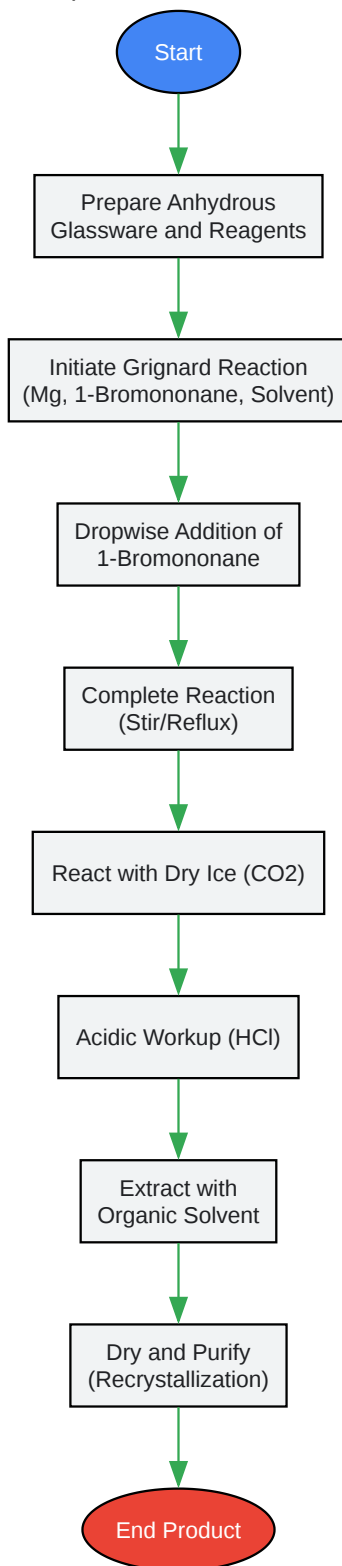 Start
Prepare Anhydrous
Glassware and Reagents
Initiate Grignard Reaction
(Mg, 1-Bromononane, Solvent)
Dropwise Addition of
1-Bromononane
Complete Reaction
(Stir/Reflux)
React with Dry Ice (CO2)
Acidic Workup (HCl)
Extract with
Organic Solvent
Dry and Purify
(Recrystallization)
End Product